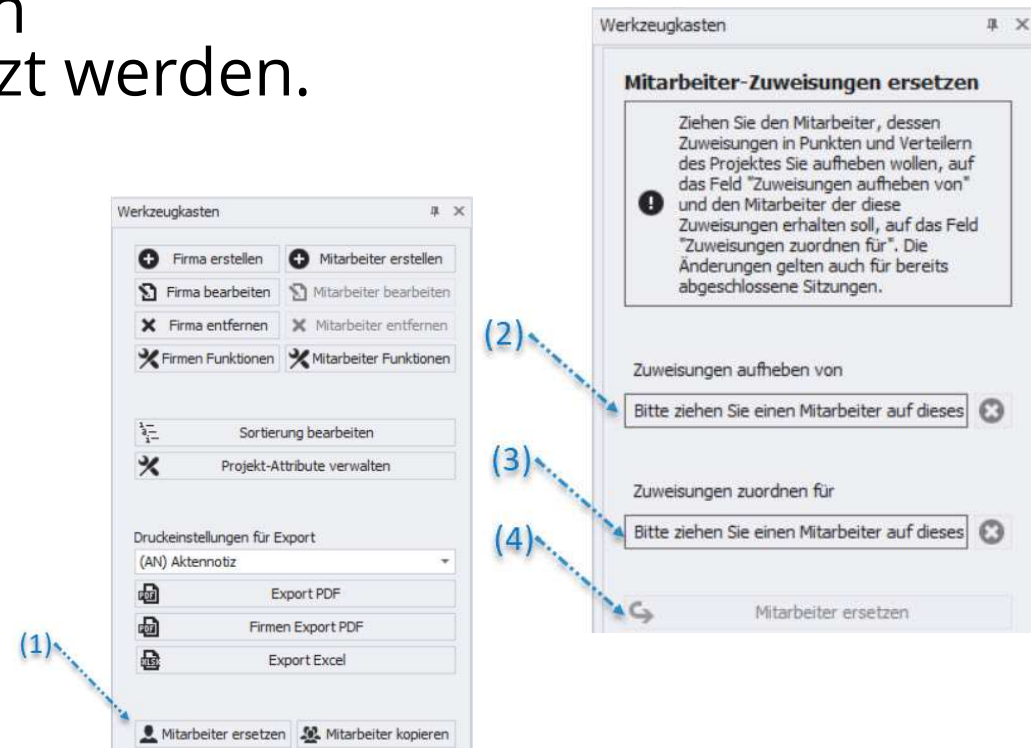 zt werden.
Werkzeugkasten
Firma erstellen Mitarbeiter erstellen
Firma bearbeiten Mitarbeiter bearbeiten
Firma entfernen Mitarbeiter entfernen
Firmen Funktionen Mitarbeiter Funktionen
Sortierung bearbeiten
Projekt-Attribute verwalten
Druckeinstellungen für Export
(AN) Aktennotiz
Export PDF
Firmen Export PDF
Export Excel
(1)
Mitarbeiter ersetzen Mitarbeiter kopieren
Werkzeugkasten
Mitarbeiter-Zuweisungen ersetzen
Ziehen Sie den Mitarbeiter, dessen
Zuweisungen in Punkten und Verteilern
des Projektes Sie aufheben wollen, auf
das Feld "Zuweisungen aufheben von"
und den Mitarbeiter der diese
Zuweisungen erhalten soll, auf das Feld
"Zuweisungen zuordnen für". Die
Änderungen gelten auch für bereits
abgeschlossene Sitzungen.
(2)
Zuweisungen aufheben von
Bitte ziehen Sie einen Mitarbeiter auf dieses
(3)
Zuweisungen zuordnen für
Bitte ziehen Sie einen Mitarbeiter auf dieses
(4)
Mitarbeiter ersetzen